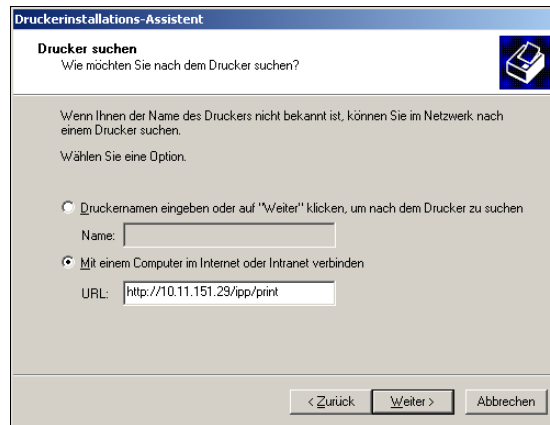 Druckerinstallations-Assistent
Drucker suchen
Wie möchten Sie nach dem Drucker suchen?
Wenn Ihnen der Name des Druckers nicht bekannt ist, können Sie im Netzwerk nach
einem Drucker suchen.
Wählen Sie eine Option.
Druckernamen eingeben oder auf "Weiter" klicken, um nach dem Drucker zu suchen
Name:
Mit einem Computer im Internet oder Intranet verbinden
URL: http://10.11.151.29/ipp/print
< Zurück Weiter > Abbrechen